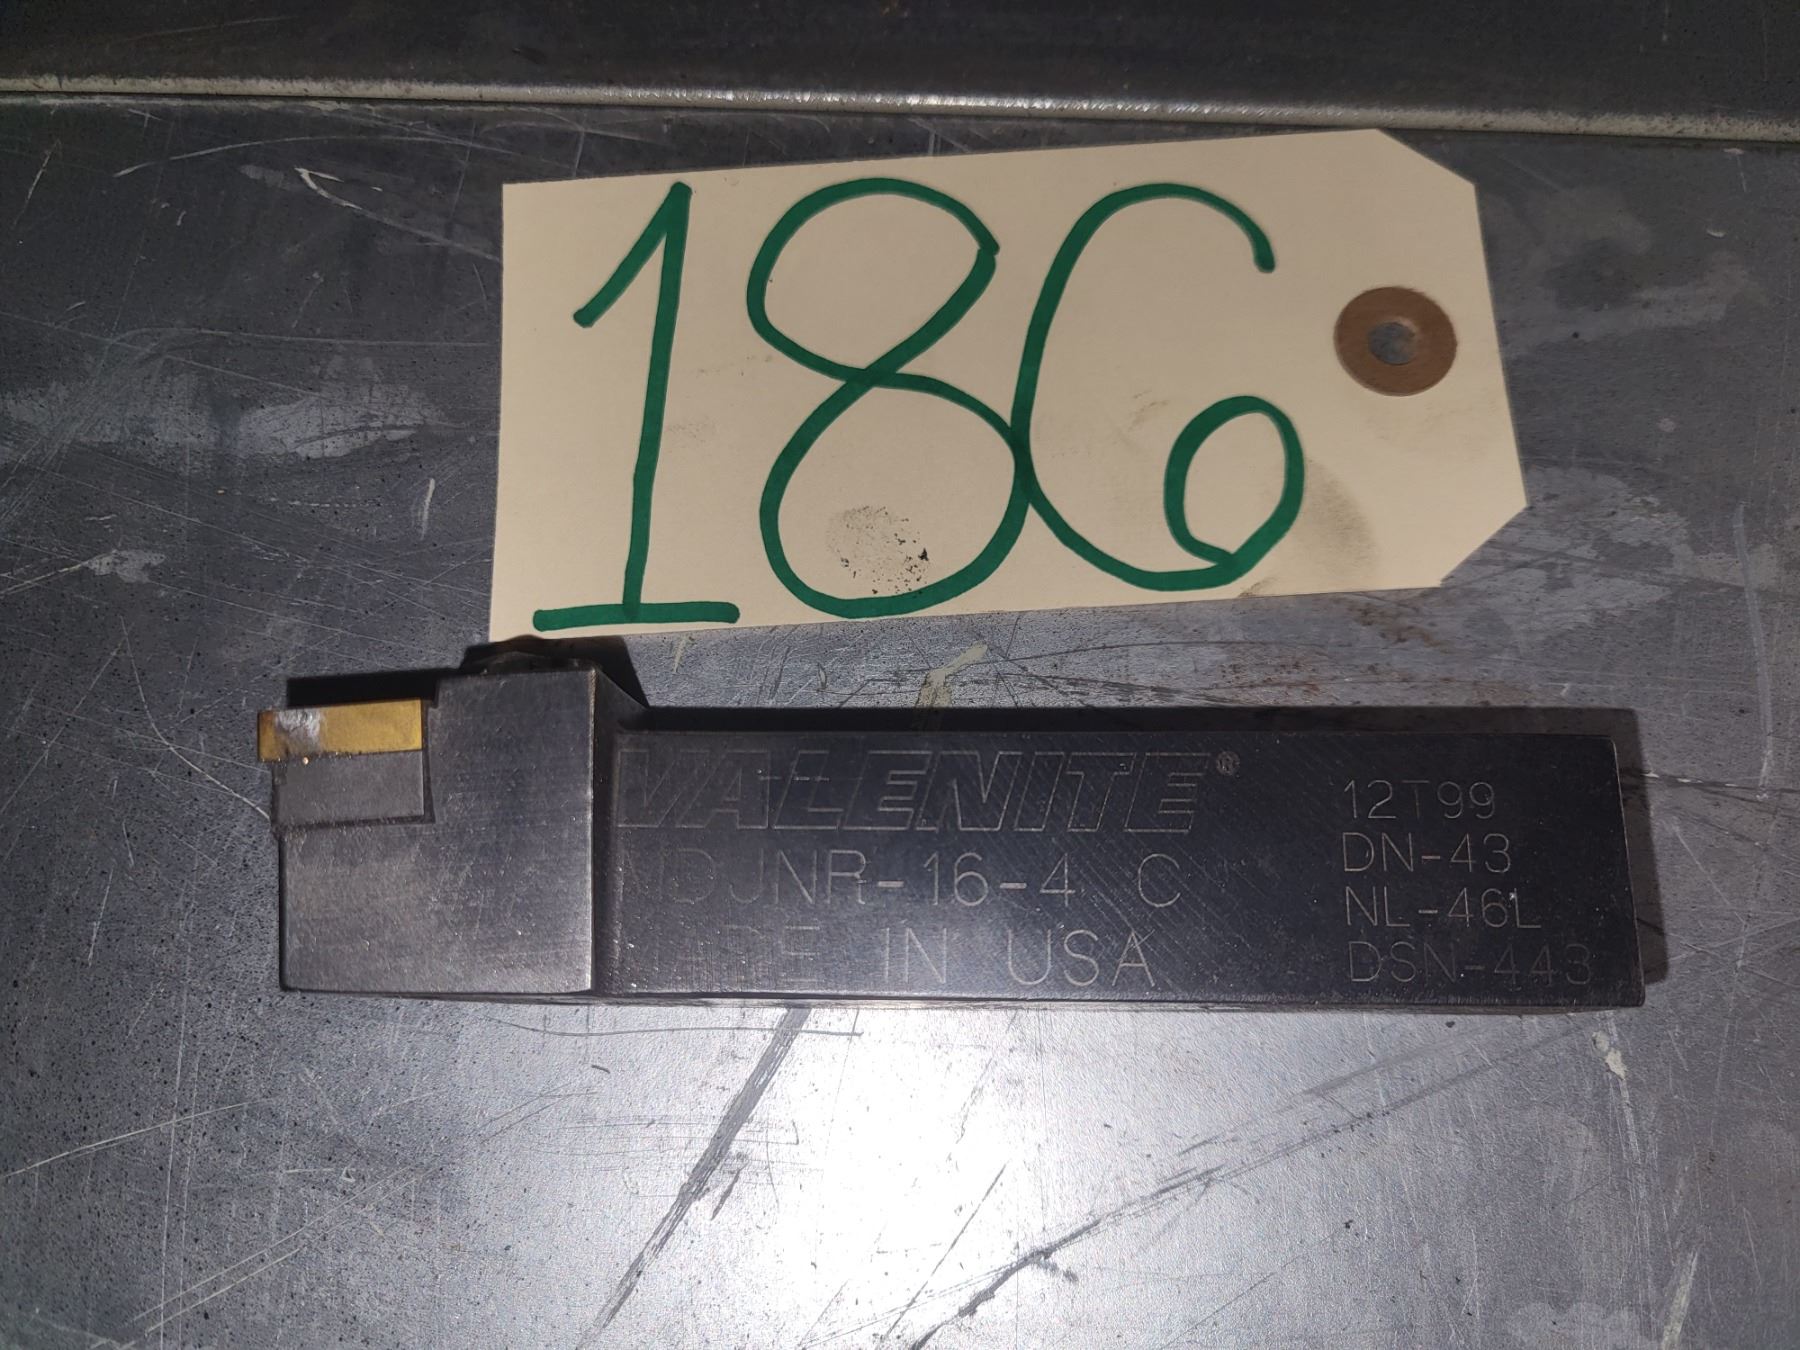 186
VALENITE®
MDJNR-16-4 C
MADE IN USA
12T99
DN-43
NL-46L
DSN-443